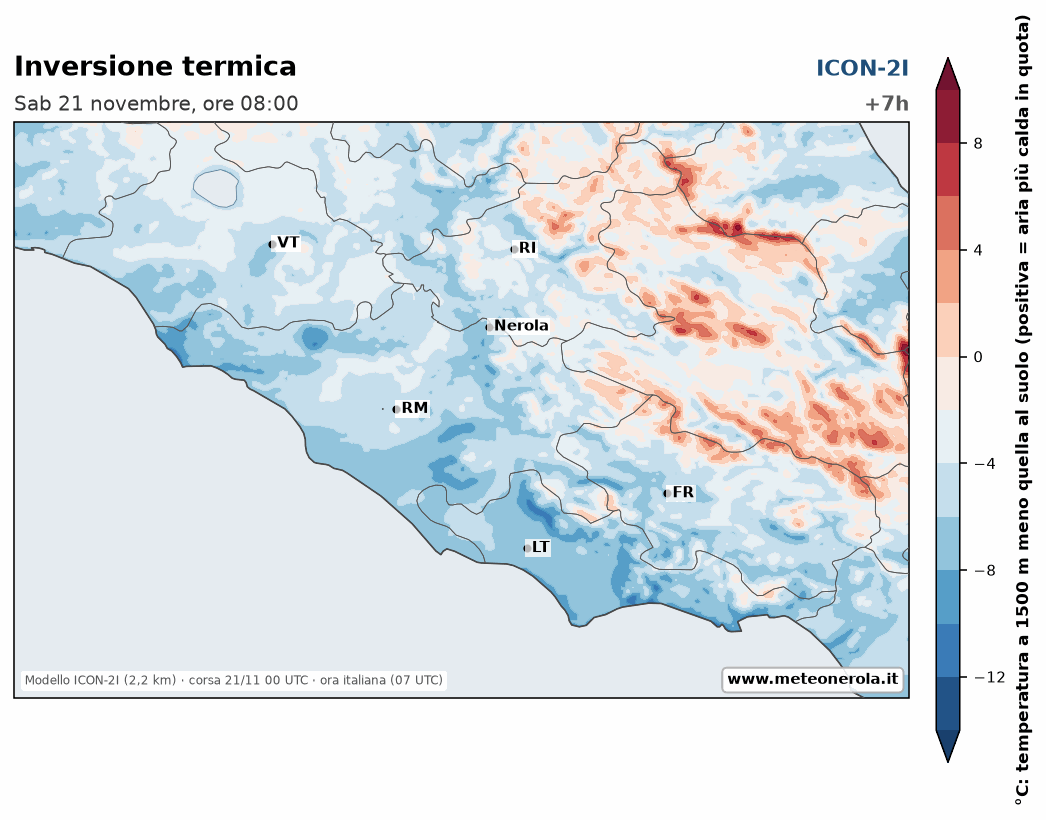 Inversione termica
ICON-2I
Sab 21 novembre, ore 08:00
+7h
VT
RI
Nerola
RM
FR
LT
Modello ICON-2I (2,2 km) · corsa 21/11 00 UTC · ora italiana (07 UTC)
www.meteonerola.it
8
4
0
−4
−8
−12
°C: temperatura a 1500 m meno quella al suolo (positiva = aria più calda in quota)